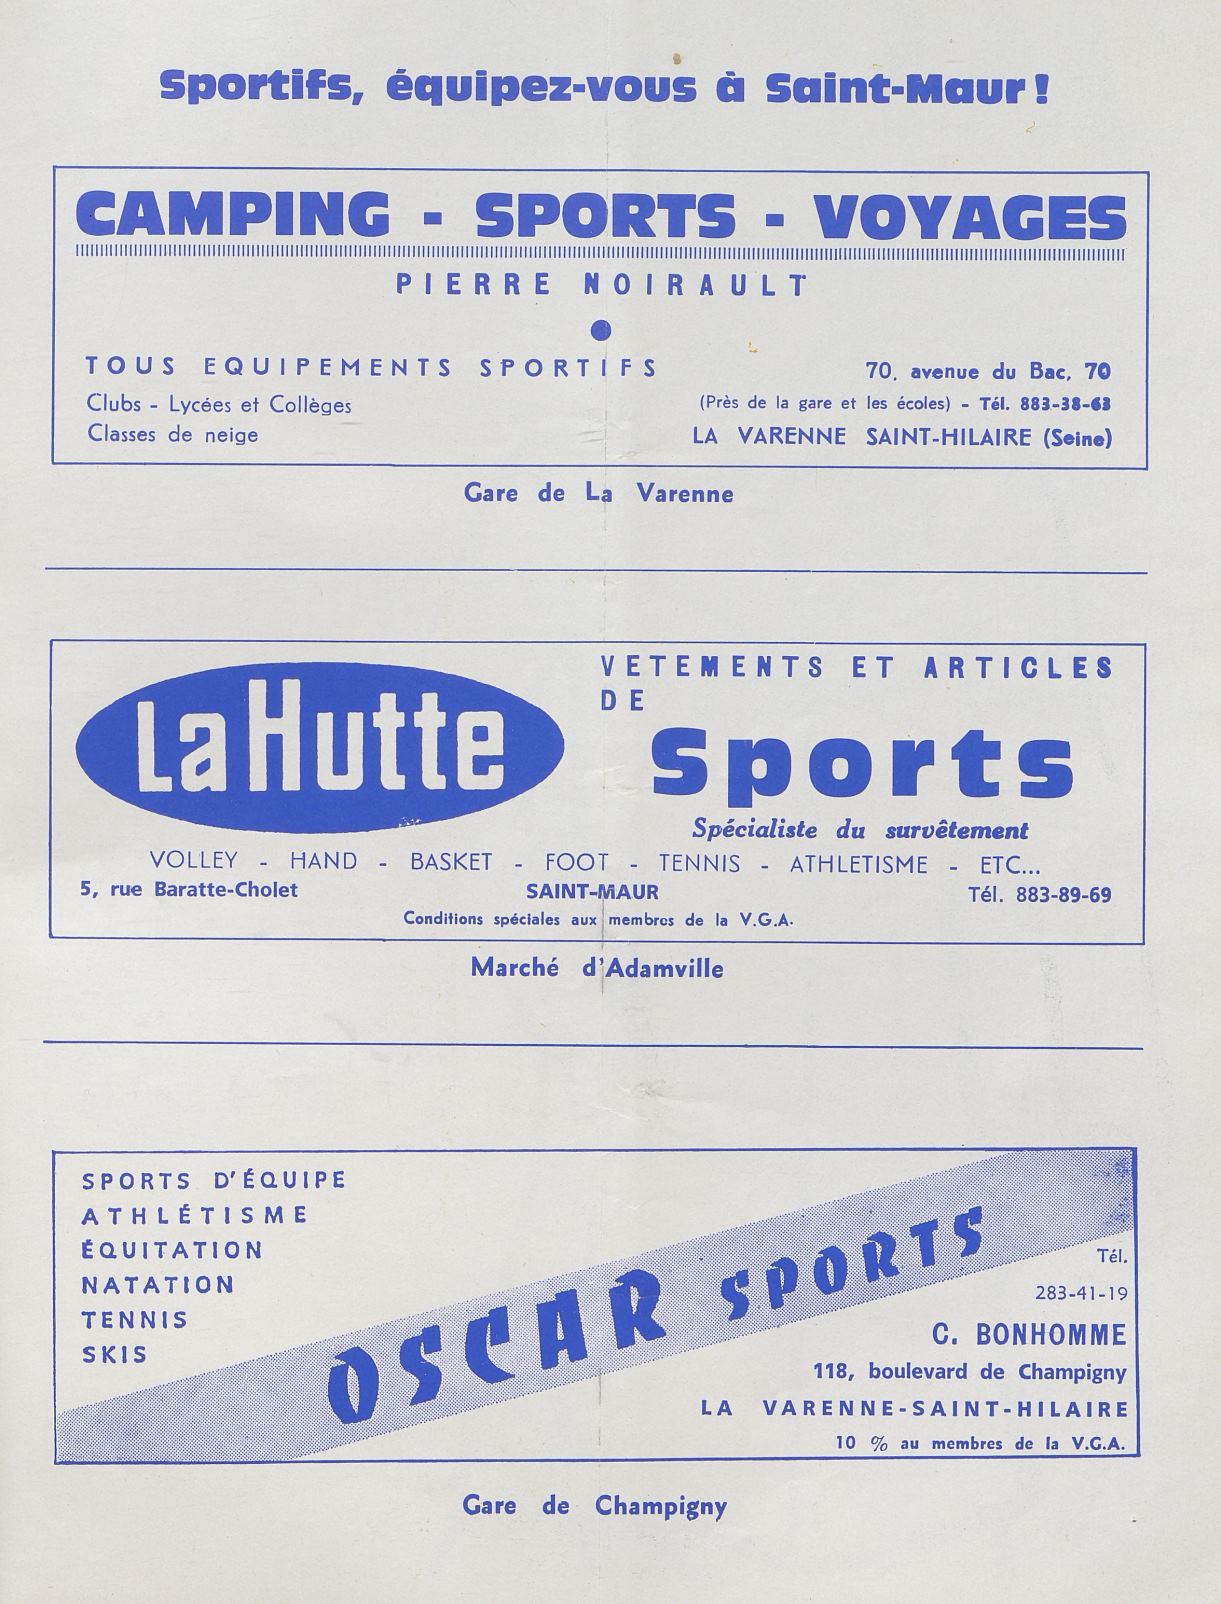 Sportifs, équipez-vous à Saint-Maur !
CAMPING - SPORTS - VOYAGES
PIERRE NOIRAULT
TOUS EQUIPEMENTS SPORTIFS
Clubs - Lycées et Collèges
Classes de neige
70, avenue du Bac, 70
(Près de la gare et les écoles) - Tél. 883-38-63
LA VARENNE SAINT-HILAIRE (Seine)
Gare de La Varenne
La Hutte
VETEMENTS ET ARTICLES
DE
Sports
Spécialiste du survêtement
VOLLEY - HAND - BASKET - FOOT - TENNIS - ATHLETISME - ETC...
5, rue Baratte-Cholet SAINT-MAUR Tél. 883-89-69
Conditions spéciales aux membres de la V.G.A.
Marché d'Adamville
SPORTS D'ÉQUIPE
ATHLÉTISME
ÉQUITATION
NATATION
TENNIS
SKIS
OSCAR SPORTS
Tél.
283-41-19
C. BONHOMME
118, boulevard de Champigny
LA VARENNE-SAINT-HILAIRE
10 % au membres de la V.G.A.
Gare de Champigny